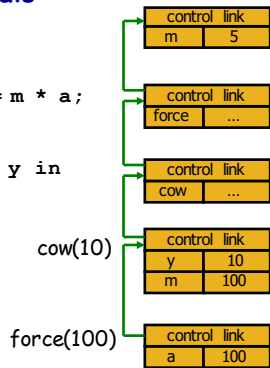 control link
m 5
= m * a;
control link
force ...
y in
control link
cow ...
cow(10)
control link
y 10
m 100
force(100)
control link
a 100